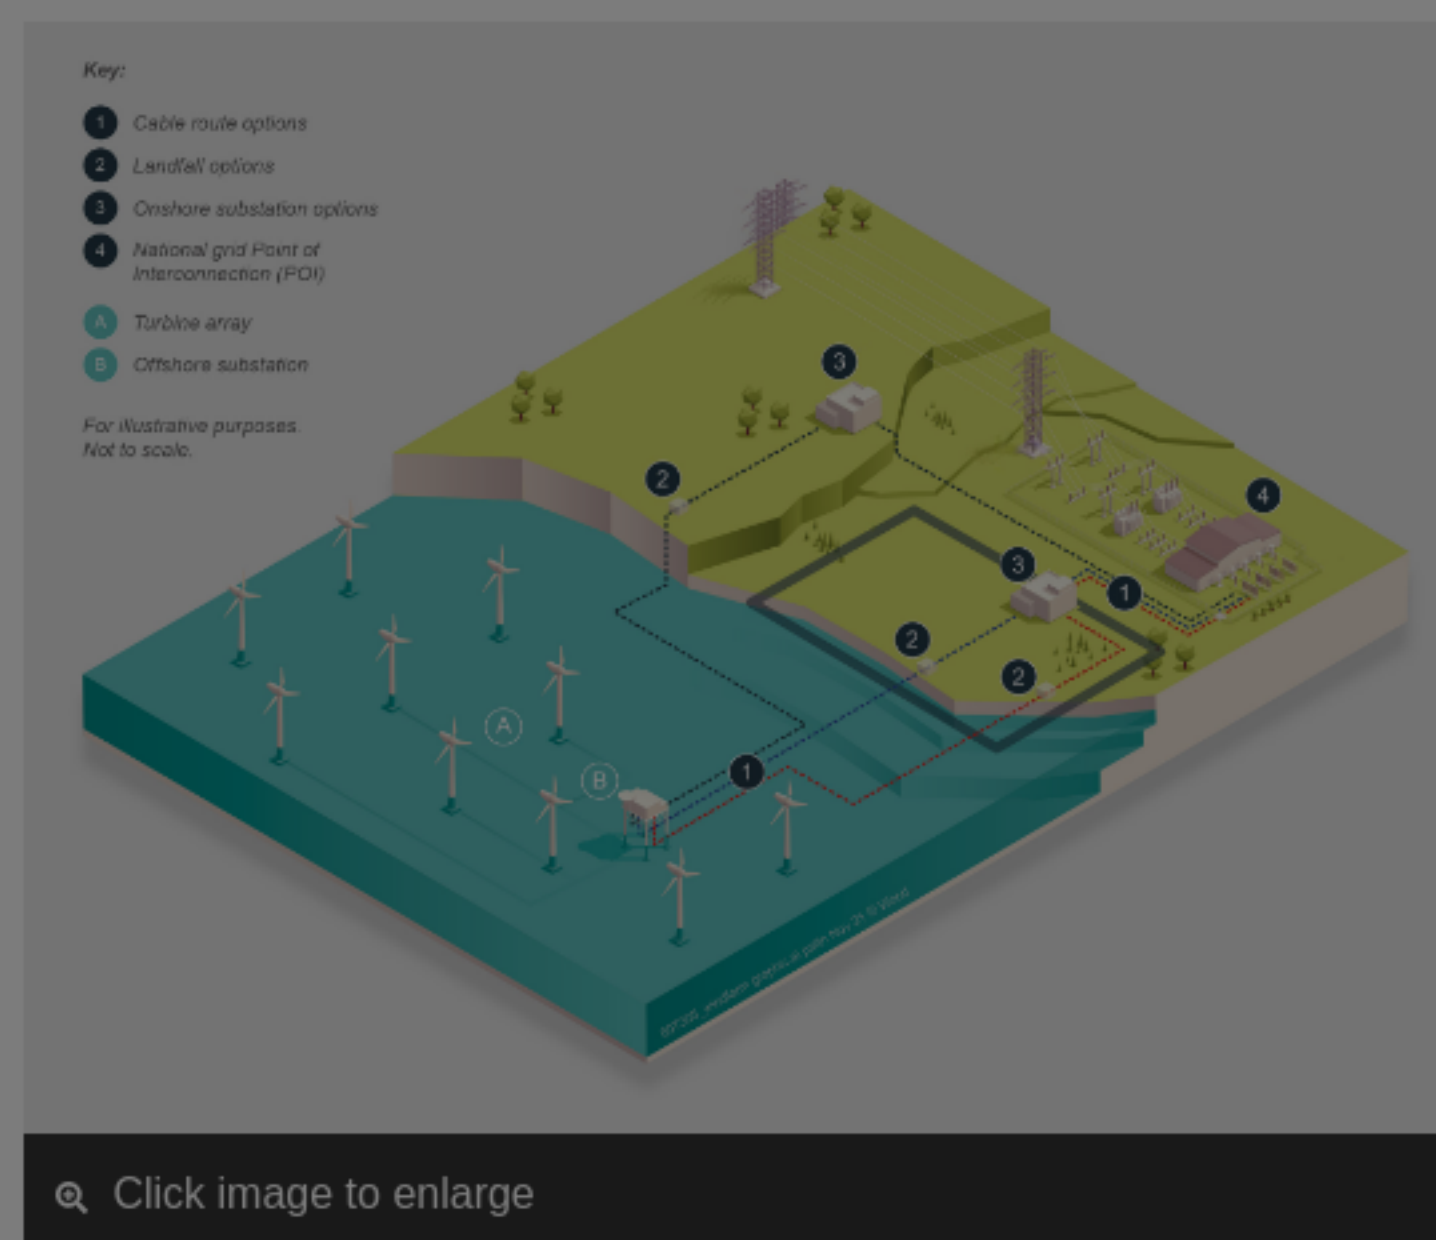 Key:
1 Cable route options
2 Landfall options
3 Onshore substation options
4 National grid Point of
Interconnection (POI)
A Turbine array
B Offshore substation
For illustrative purposes.
Not to scale.
3
2
4
3
1
2
2
A
B
1
Click image to enlarge